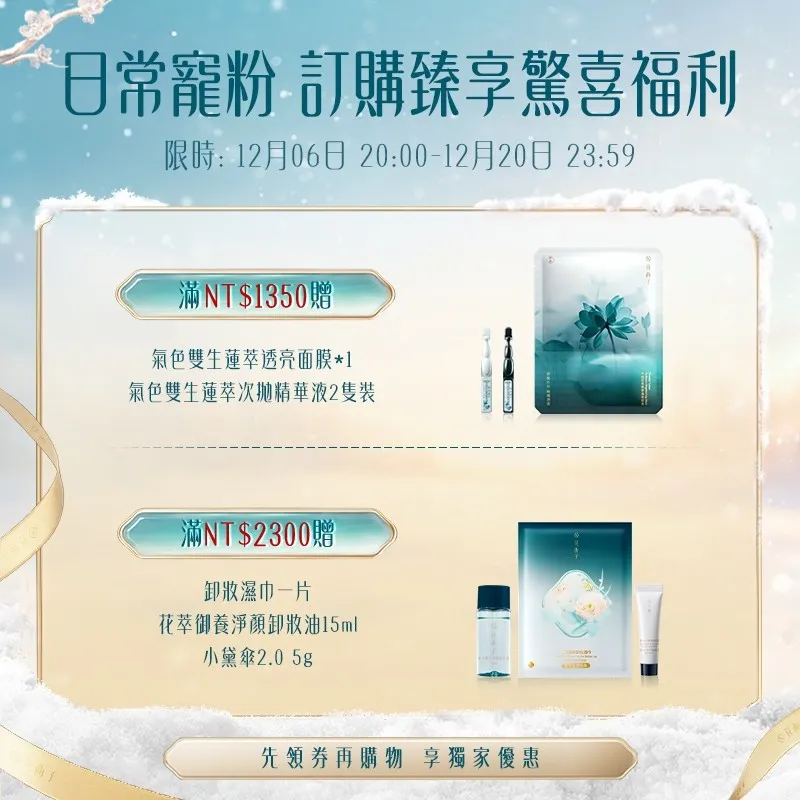 日常寵粉 訂購臻享驚喜福利
限時: 12月06日 20:00-12月20日 23:59
滿NT$1350贈
氣色雙生蓮萃透亮面膜*1
氣色雙生蓮萃次拋精華液2隻裝
滿NT$2300贈
卸妝濕巾一片
花萃御養淨顏卸妝油15ml
小黛傘2.0 5g
先領券再購物 享獨家優惠